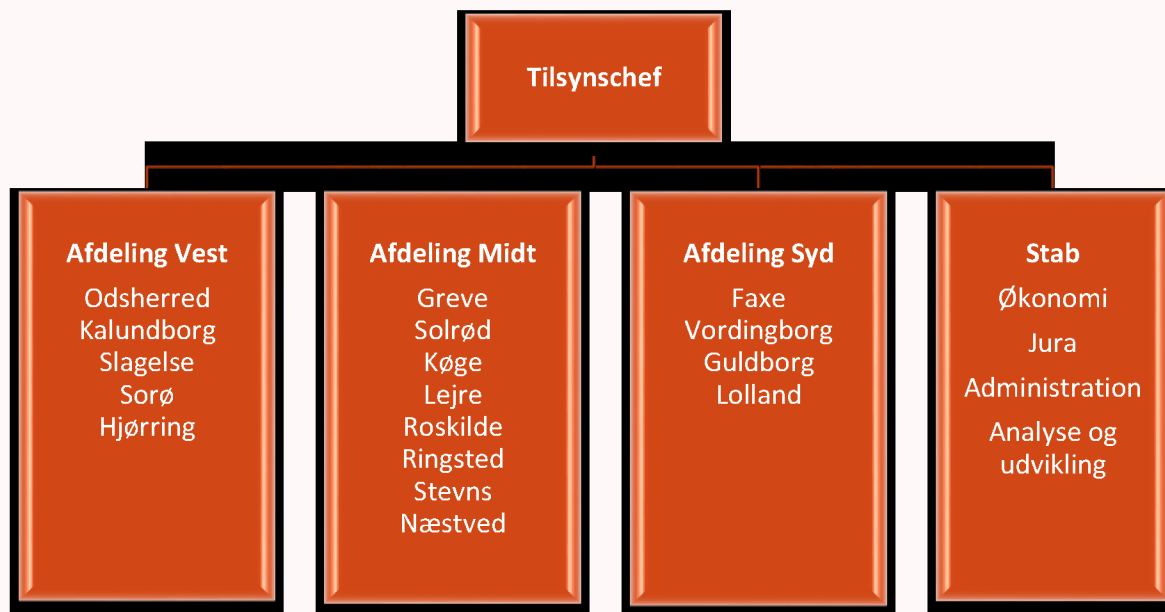 Tilsynschef
Afdeling Vest
Odsherred
Kalundborg
Slagelse
Sorø
Hjørring
Afdeling Midt
Greve
Solrød
Køge
Lejre
Roskilde
Ringsted
Stevns
Næstved
Afdeling Syd
Faxe
Vordingborg
Guldborg
Lolland
Stab
Økonomi
Jura
Administration
Analyse og
udvikling